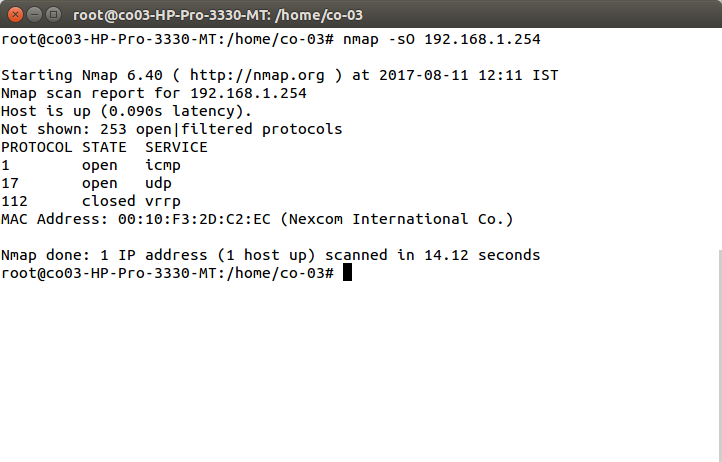 root@co03-HP-Pro-3330-MT: /home/co-03
root@co03-HP-Pro-3330-MT:/home/co-03# nmap -sO 192.168.1.254
Starting Nmap 6.40 ( http://nmap.org ) at 2017-08-11 12:11 IST
Nmap scan report for 192.168.1.254
Host is up (0.090s latency).
Not shown: 253 open|filtered protocols
PROTOCOL STATE  SERVICE
1        open   icmp
17       open   udp
112      closed vrrp
MAC Address: 00:10:F3:2D:C2:EC (Nexcom International Co.)
Nmap done: 1 IP address (1 host up) scanned in 14.12 seconds
root@co03-HP-Pro-3330-MT:/home/co-03#